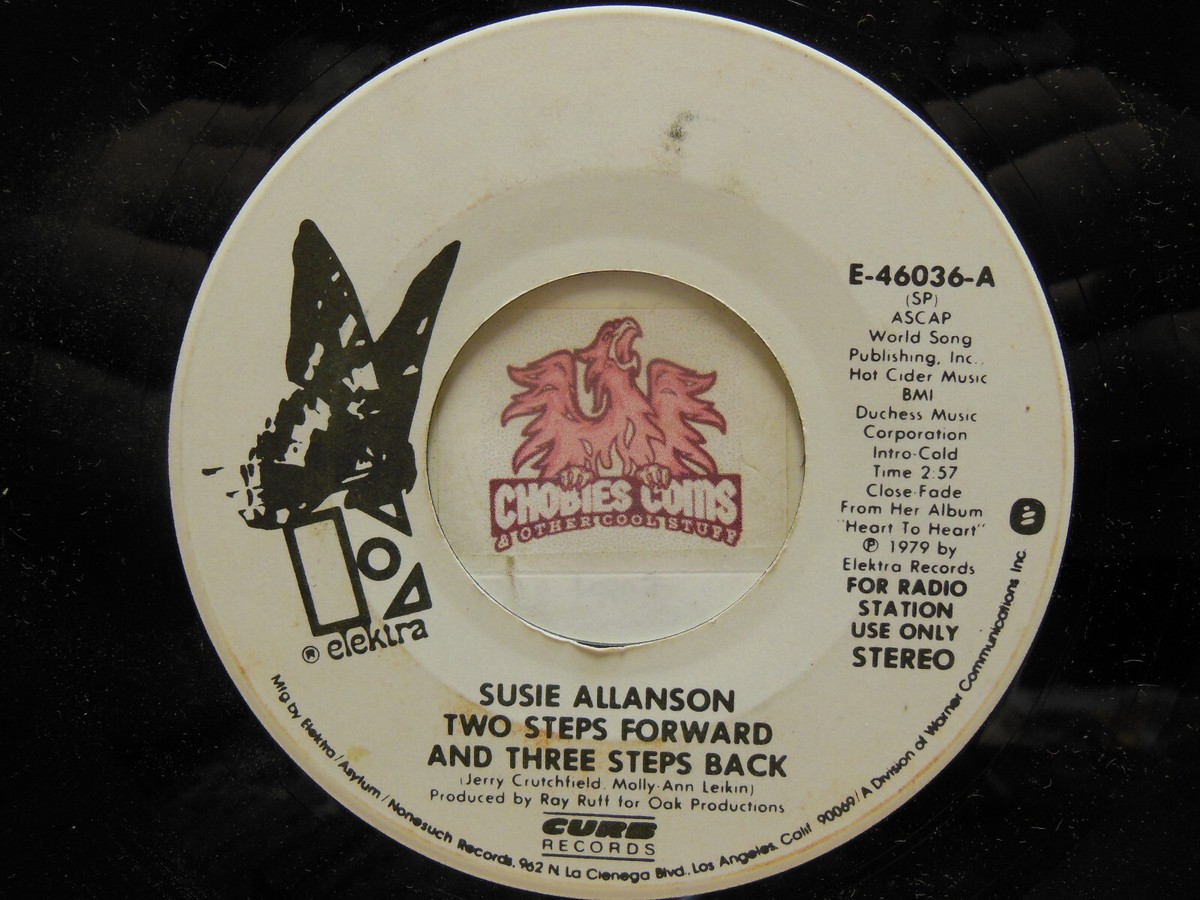 E-46036-A
(SP)
ASCAP
World Song
Publishing, Inc.,
Hot Cider Music
BMI
Duchess Music
Corporation
Intro-Cold
Time 2:57
Close-Fade
From Her Album
"Heart To Heart"
℗ 1979 by
Elektra Records
FOR RADIO
STATION
USE ONLY
STEREO
CHOBIES COMS
& OTHER COOL STUFF
® elektra
SUSIE ALLANSON
TWO STEPS FORWARD
AND THREE STEPS BACK
(Jerry Crutchfield, Molly-Ann Leikin)
Produced by Ray Ruff for Oak Productions
CURB
RECORDS
Mfg by Elektra/Asylum/Nonesuch Records, 962 N. La Cienega Blvd., Los Angeles, Calif. 90069/A Division of Warner Communications Inc.